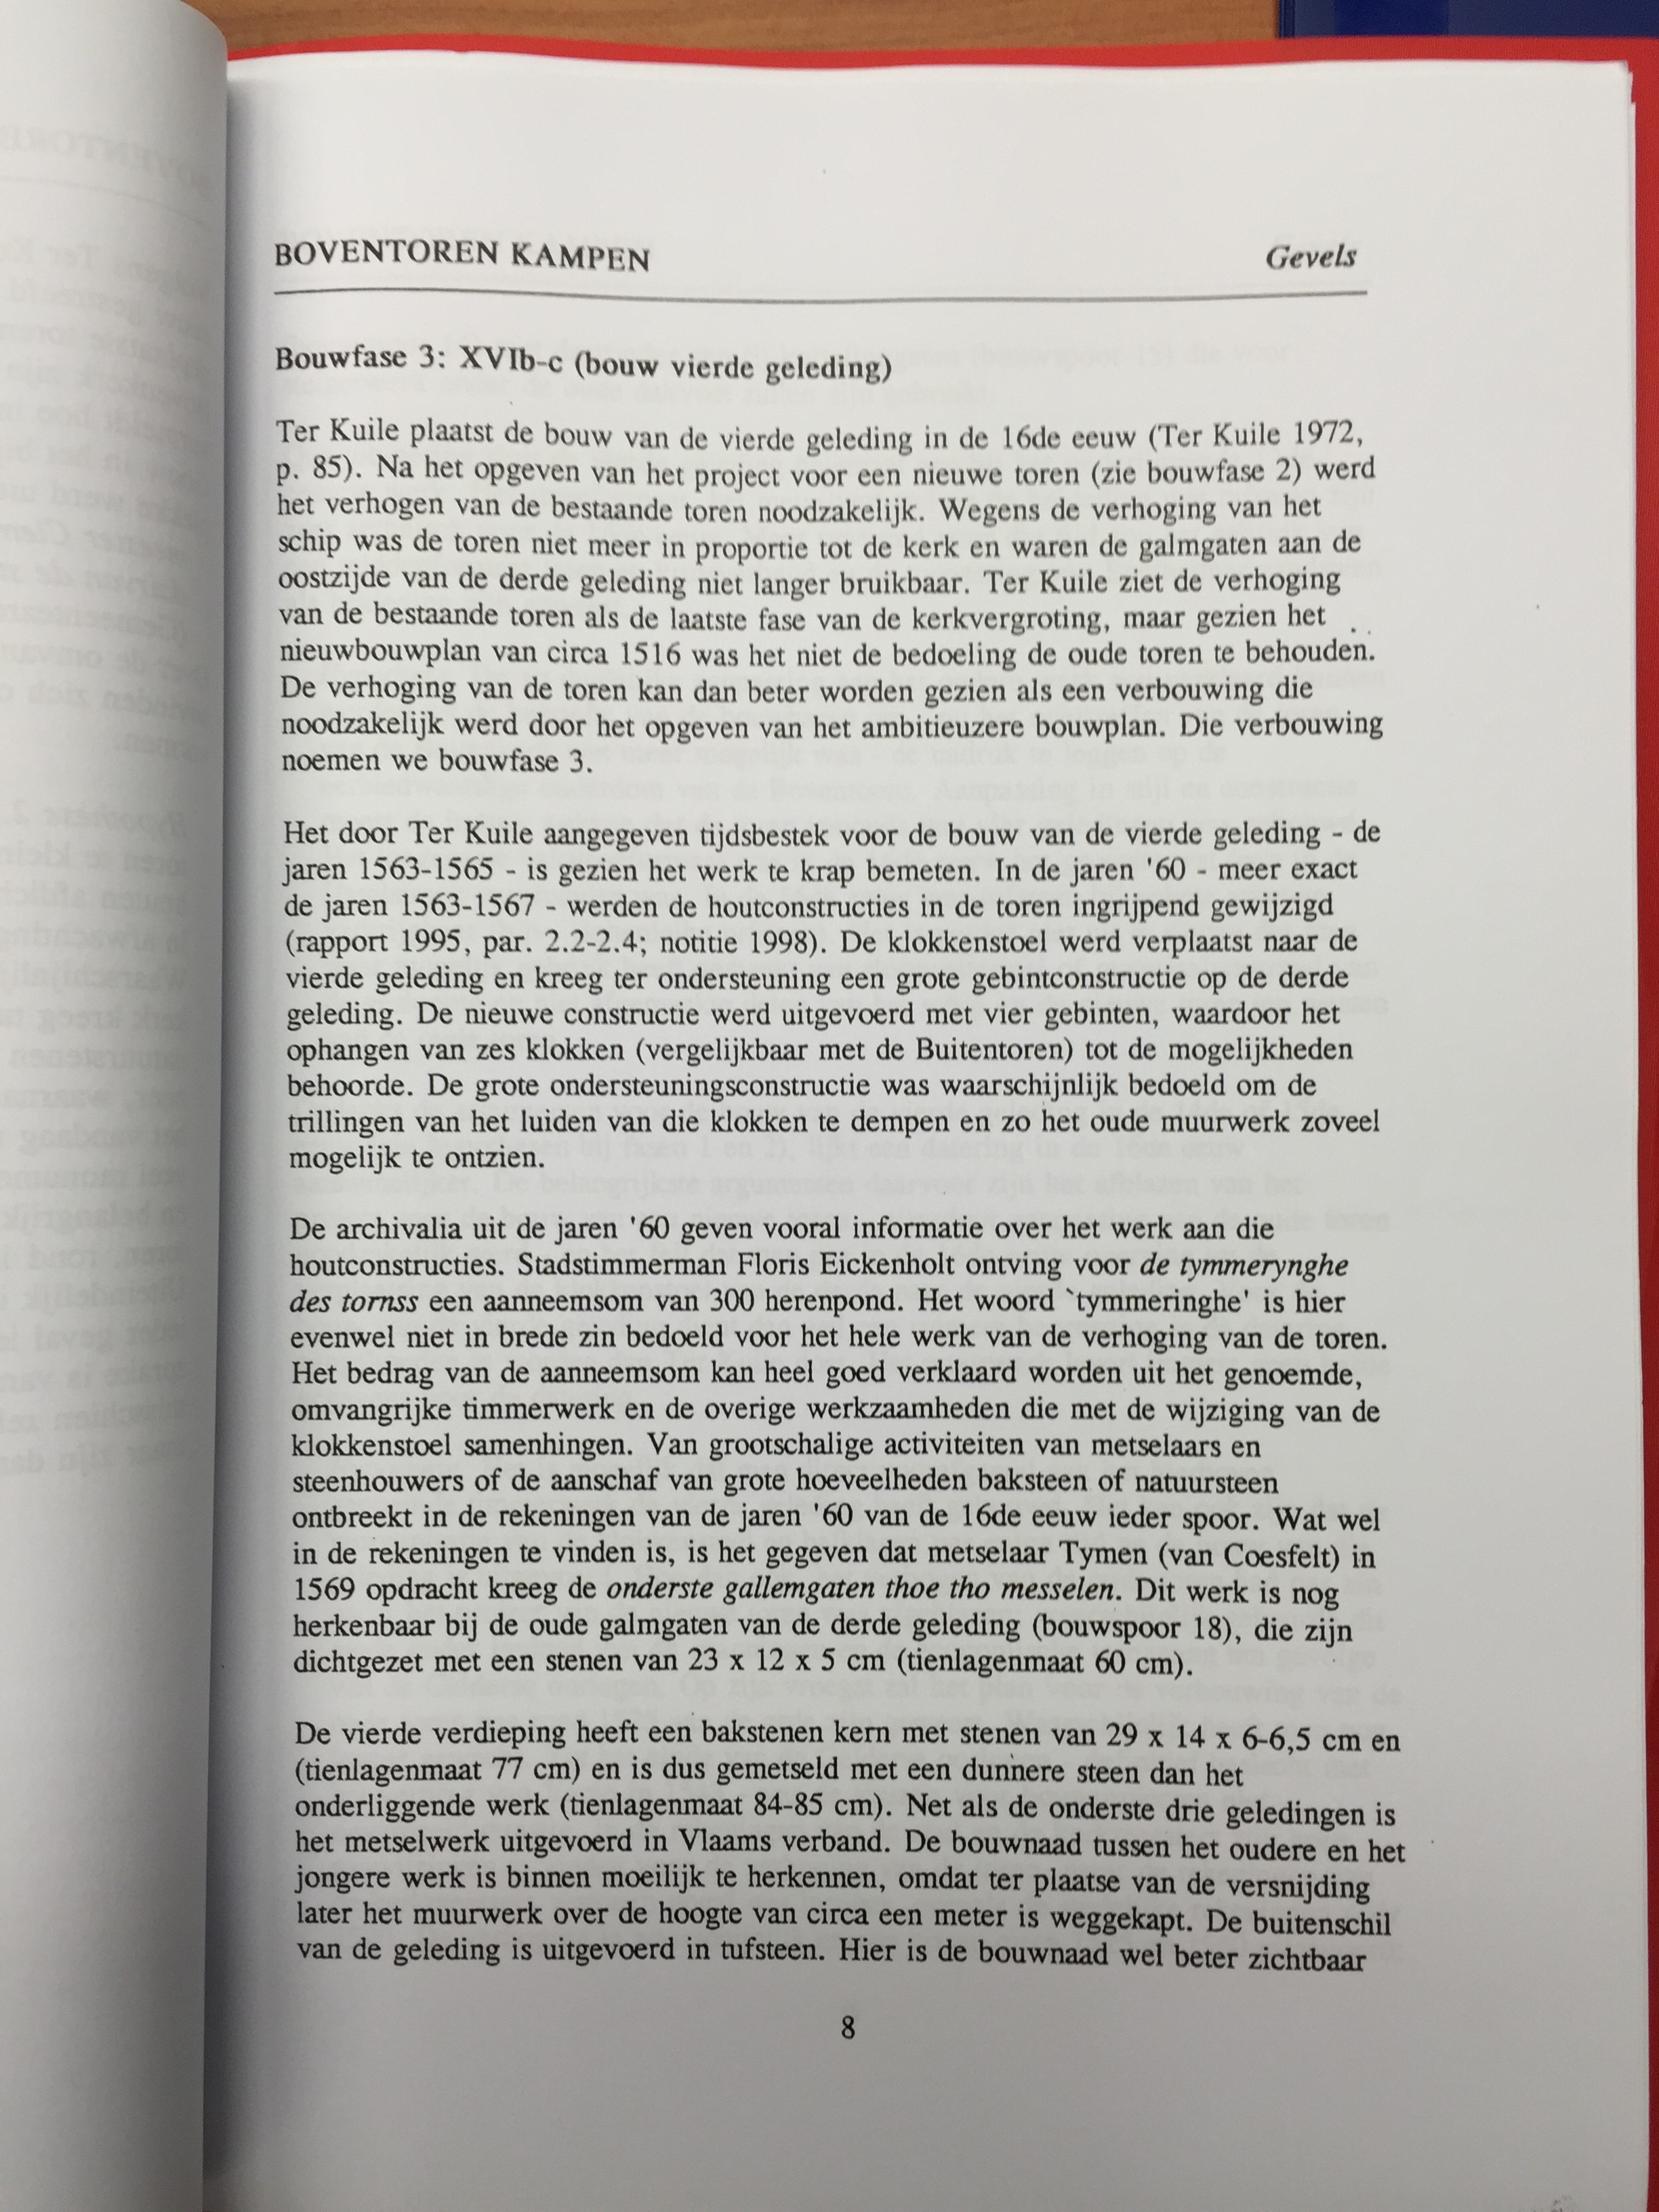 BOVENTOREN KAMPEN Gevels
Bouwfase 3: XVIb-c (bouw vierde geleding)
Ter Kuile plaatst de bouw van de vierde geleding in de 16de eeuw (Ter Kuile 1972,
p. 85). Na het opgeven van het project voor een nieuwe toren (zie bouwfase 2) werd
het verhogen van de bestaande toren noodzakelijk. Wegens de verhoging van het
schip was de toren niet meer in proportie tot de kerk en waren de galmgaten aan de
oostzijde van de derde geleding niet langer bruikbaar. Ter Kuile ziet de verhoging
van de bestaande toren als de laatste fase van de kerkvergroting, maar gezien het
nieuwbouwplan van circa 1516 was het niet de bedoeling de oude toren te behouden.
De verhoging van de toren kan dan beter worden gezien als een verbouwing die
noodzakelijk werd door het opgeven van het ambitieuzere bouwplan. Die verbouwing
noemen we bouwfase 3.
Het door Ter Kuile aangegeven tijdsbestek voor de bouw van de vierde geleding - de
jaren 1563-1565 - is gezien het werk te krap bemeten. In de jaren '60 - meer exact
de jaren 1563-1567 - werden de houtconstructies in de toren ingrijpend gewijzigd
(rapport 1995, par. 2.2-2.4; notitie 1998). De klokkenstoel werd verplaatst naar de
vierde geleding en kreeg ter ondersteuning een grote gebintconstructie op de derde
geleding. De nieuwe constructie werd uitgevoerd met vier gebinten, waardoor het
ophangen van zes klokken (vergelijkbaar met de Buitentoren) tot de mogelijkheden
behoorde. De grote ondersteuningsconstructie was waarschijnlijk bedoeld om de
trillingen van het luiden van die klokken te dempen en zo het oude muurwerk zoveel
mogelijk te ontzien.
De archivalia uit de jaren '60 geven vooral informatie over het werk aan die
houtconstructies. Stadstimmerman Floris Eickenholt ontving voor de tymmerynghe
des tornss een aanneemsom van 300 herenpond. Het woord `tymmeringhe' is hier
evenwel niet in brede zin bedoeld voor het hele werk van de verhoging van de toren.
Het bedrag van de aanneemsom kan heel goed verklaard worden uit het genoemde,
omvangrijke timmerwerk en de overige werkzaamheden die met de wijziging van de
klokkenstoel samenhingen. Van grootschalige activiteiten van metselaars en
steenhouwers of de aanschaf van grote hoeveelheden baksteen of natuursteen
ontbreekt in de rekeningen van de jaren '60 van de 16de eeuw ieder spoor. Wat wel
in de rekeningen te vinden is, is het gegeven dat metselaar Tymen (van Coesfelt) in
1569 opdracht kreeg de onderste gallemgaten thoe tho messelen. Dit werk is nog
herkenbaar bij de oude galmgaten van de derde geleding (bouwspoor 18), die zijn
dichtgezet met een stenen van 23 x 12 x 5 cm (tienlagenmaat 60 cm).
De vierde verdieping heeft een bakstenen kern met stenen van 29 x 14 x 6-6,5 cm en
(tienlagenmaat 77 cm) en is dus gemetseld met een dunnere steen dan het
onderliggende werk (tienlagenmaat 84-85 cm). Net als de onderste drie geledingen is
het metselwerk uitgevoerd in Vlaams verband. De bouwnaad tussen het oudere en het
jongere werk is binnen moeilijk te herkennen, omdat ter plaatse van de versnijding
later het muurwerk over de hoogte van circa een meter is weggekapt. De buitenschil
van de geleding is uitgevoerd in tufsteen. Hier is de bouwnaad wel beter zichtbaar
8